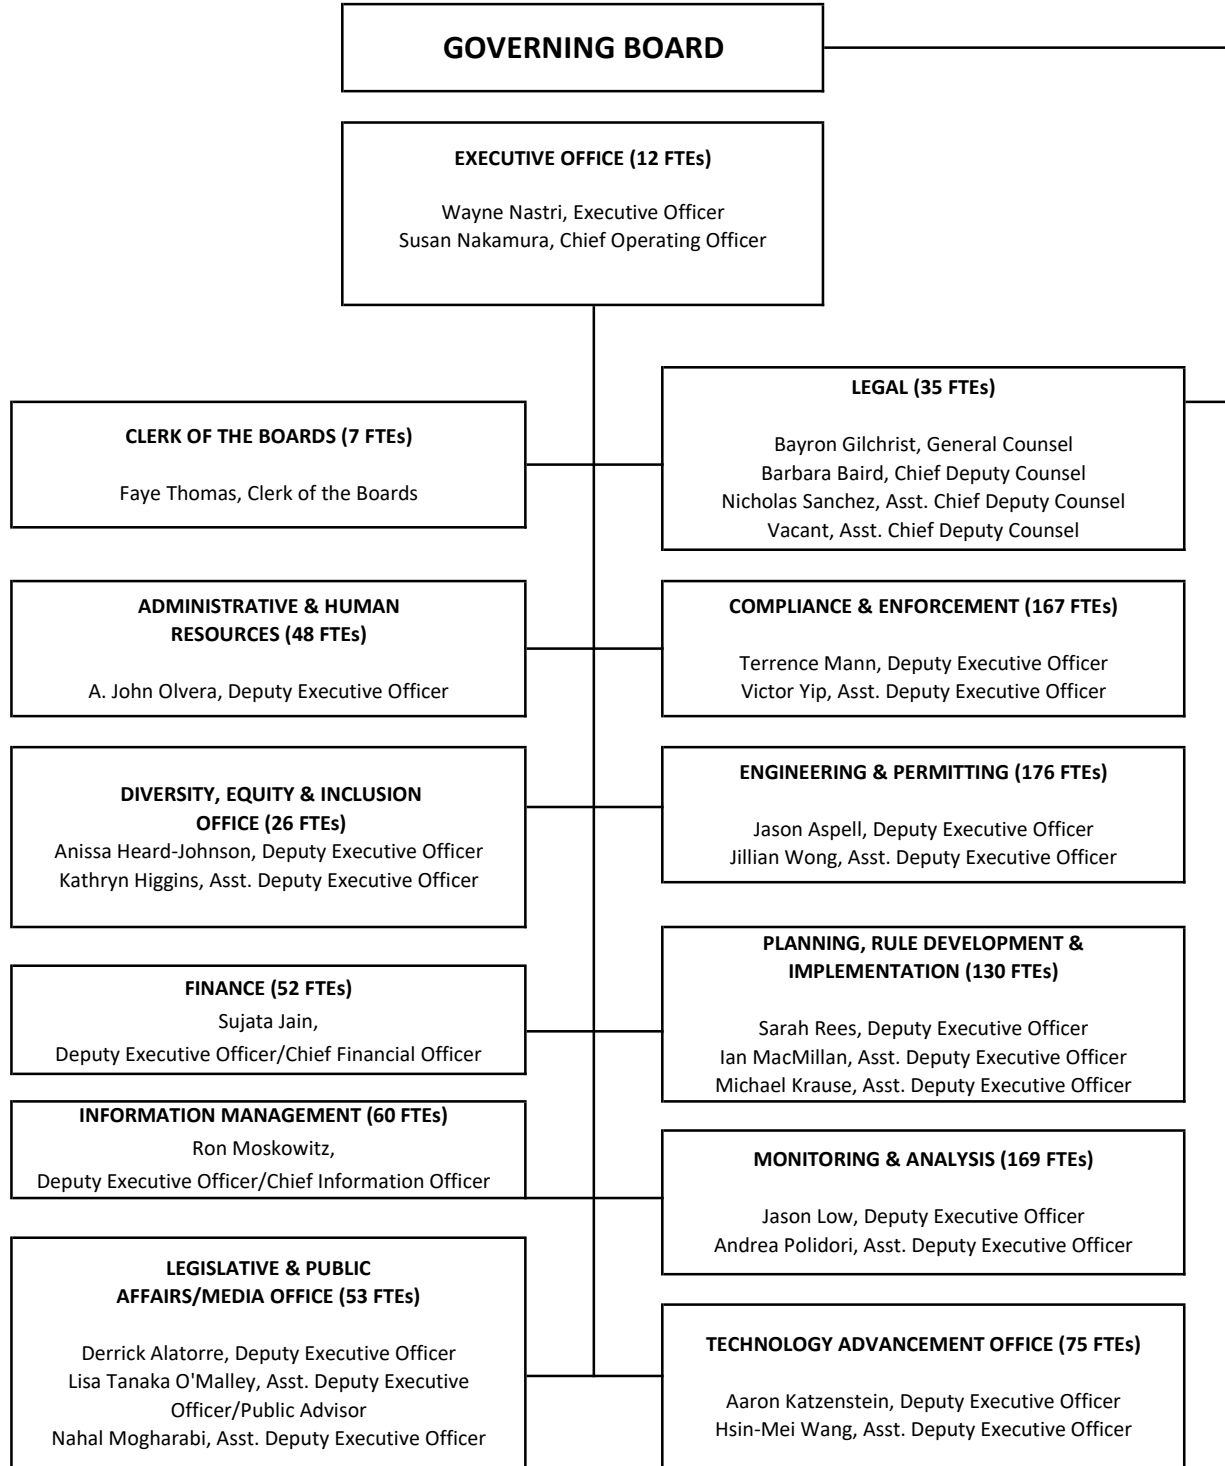 GOVERNING BOARD
EXECUTIVE OFFICE (12 FTEs)
Wayne Nastri, Executive Officer
Susan Nakamura, Chief Operating Officer
CLERK OF THE BOARDS (7 FTEs)
Faye Thomas, Clerk of the Boards
LEGAL (35 FTEs)
Bayron Gilchrist, General Counsel
Barbara Baird, Chief Deputy Counsel
Nicholas Sanchez, Asst. Chief Deputy Counsel
Vacant, Asst. Chief Deputy Counsel
ADMINISTRATIVE & HUMAN
RESOURCES (48 FTEs)
A. John Olvera, Deputy Executive Officer
COMPLIANCE & ENFORCEMENT (167 FTEs)
Terrence Mann, Deputy Executive Officer
Victor Yip, Asst. Deputy Executive Officer
DIVERSITY, EQUITY & INCLUSION
OFFICE (26 FTEs)
Anissa Heard-Johnson, Deputy Executive Officer
Kathryn Higgins, Asst. Deputy Executive Officer
ENGINEERING & PERMITTING (176 FTEs)
Jason Aspell, Deputy Executive Officer
Jillian Wong, Asst. Deputy Executive Officer
FINANCE (52 FTEs)
Sujata Jain,
Deputy Executive Officer/Chief Financial Officer
PLANNING, RULE DEVELOPMENT &
IMPLEMENTATION (130 FTEs)
Sarah Rees, Deputy Executive Officer
Ian MacMillan, Asst. Deputy Executive Officer
Michael Krause, Asst. Deputy Executive Officer
INFORMATION MANAGEMENT (60 FTEs)
Ron Moskowitz,
Deputy Executive Officer/Chief Information Officer
MONITORING & ANALYSIS (169 FTEs)
Jason Low, Deputy Executive Officer
Andrea Polidori, Asst. Deputy Executive Officer
LEGISLATIVE & PUBLIC
AFFAIRS/MEDIA OFFICE (53 FTEs)
Derrick Alatorre, Deputy Executive Officer
Lisa Tanaka O'Malley, Asst. Deputy Executive
Officer/Public Advisor
Nahal Mogharabi, Asst. Deputy Executive Officer
TECHNOLOGY ADVANCEMENT OFFICE (75 FTEs)
Aaron Katzenstein, Deputy Executive Officer
Hsin-Mei Wang, Asst. Deputy Executive Officer